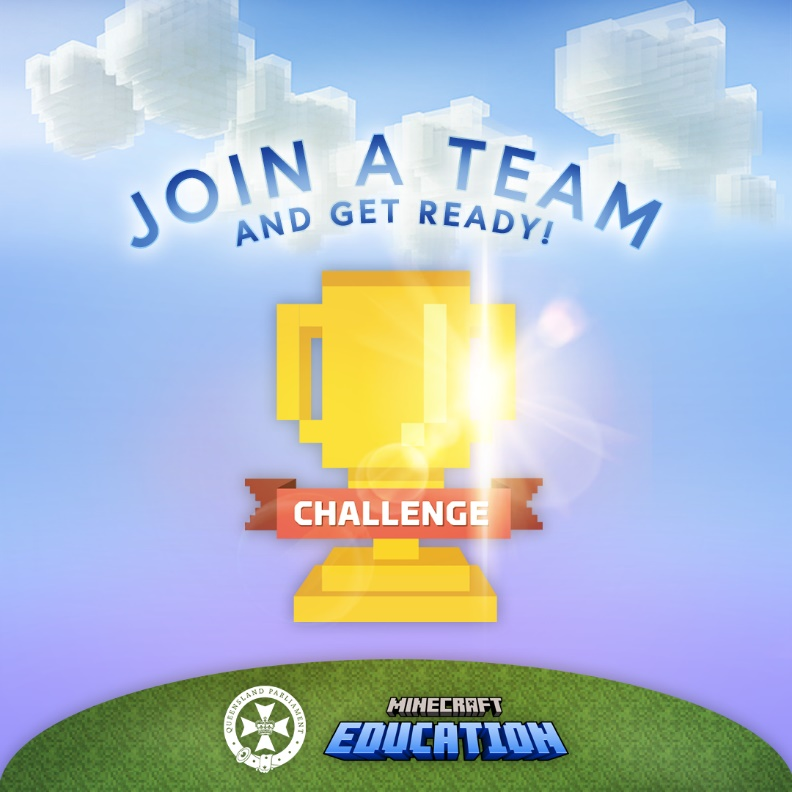 JOIN A TEAM
AND GET READY!
CHALLENGE
QUEENSLAND PARLIAMENT
MINECRAFT
EDUCATION